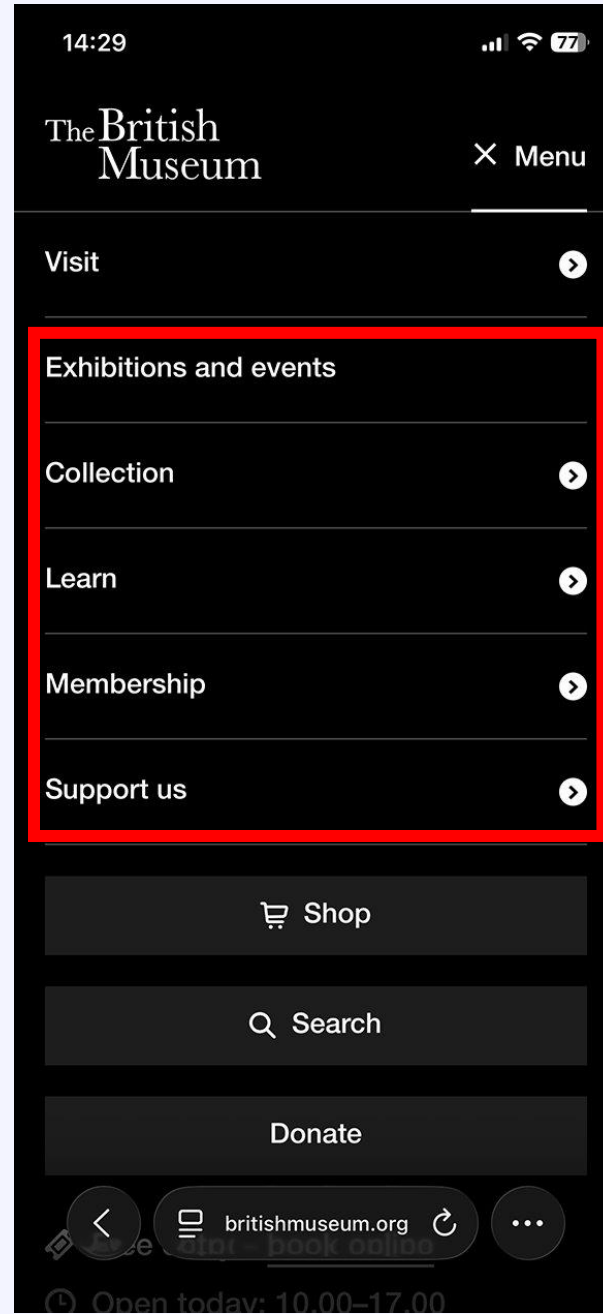 14:29
77
The British
Museum
Menu
Visit
Exhibitions and events
Collection
Learn
Membership
Support us
Shop
Search
Donate
britishmuseum.org
book online
Open today: 10.00–17.00